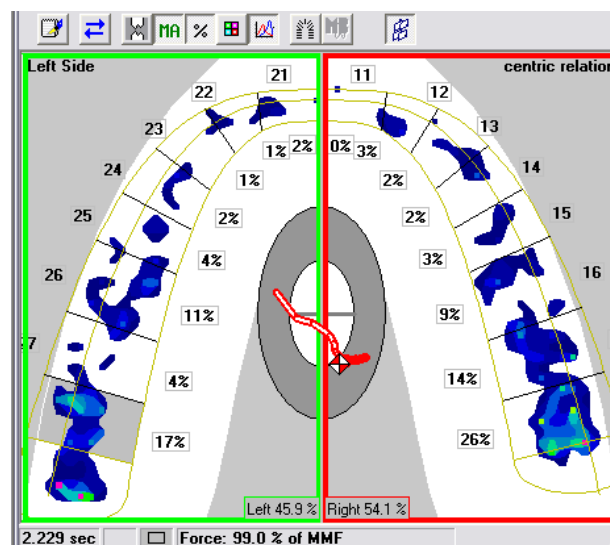 MA % MB
Left Side
centric relation
21 11
22 12
23 13
24 14
25 15
26 16
27
1% 2% 0% 3%
1% 2%
2% 2%
4% 3%
11% 9%
4% 14%
17% 26%
Left 45.9 % Right 54.1 %
2.229 sec Force: 99.0 % of MMF